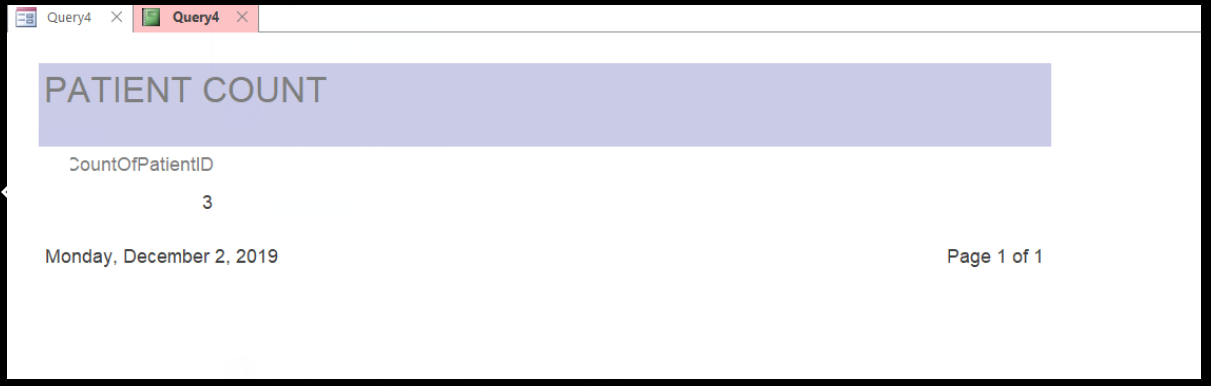 Query4 Query4
PATIENT COUNT
CountOfPatientID
3
Monday, December 2, 2019 Page 1 of 1